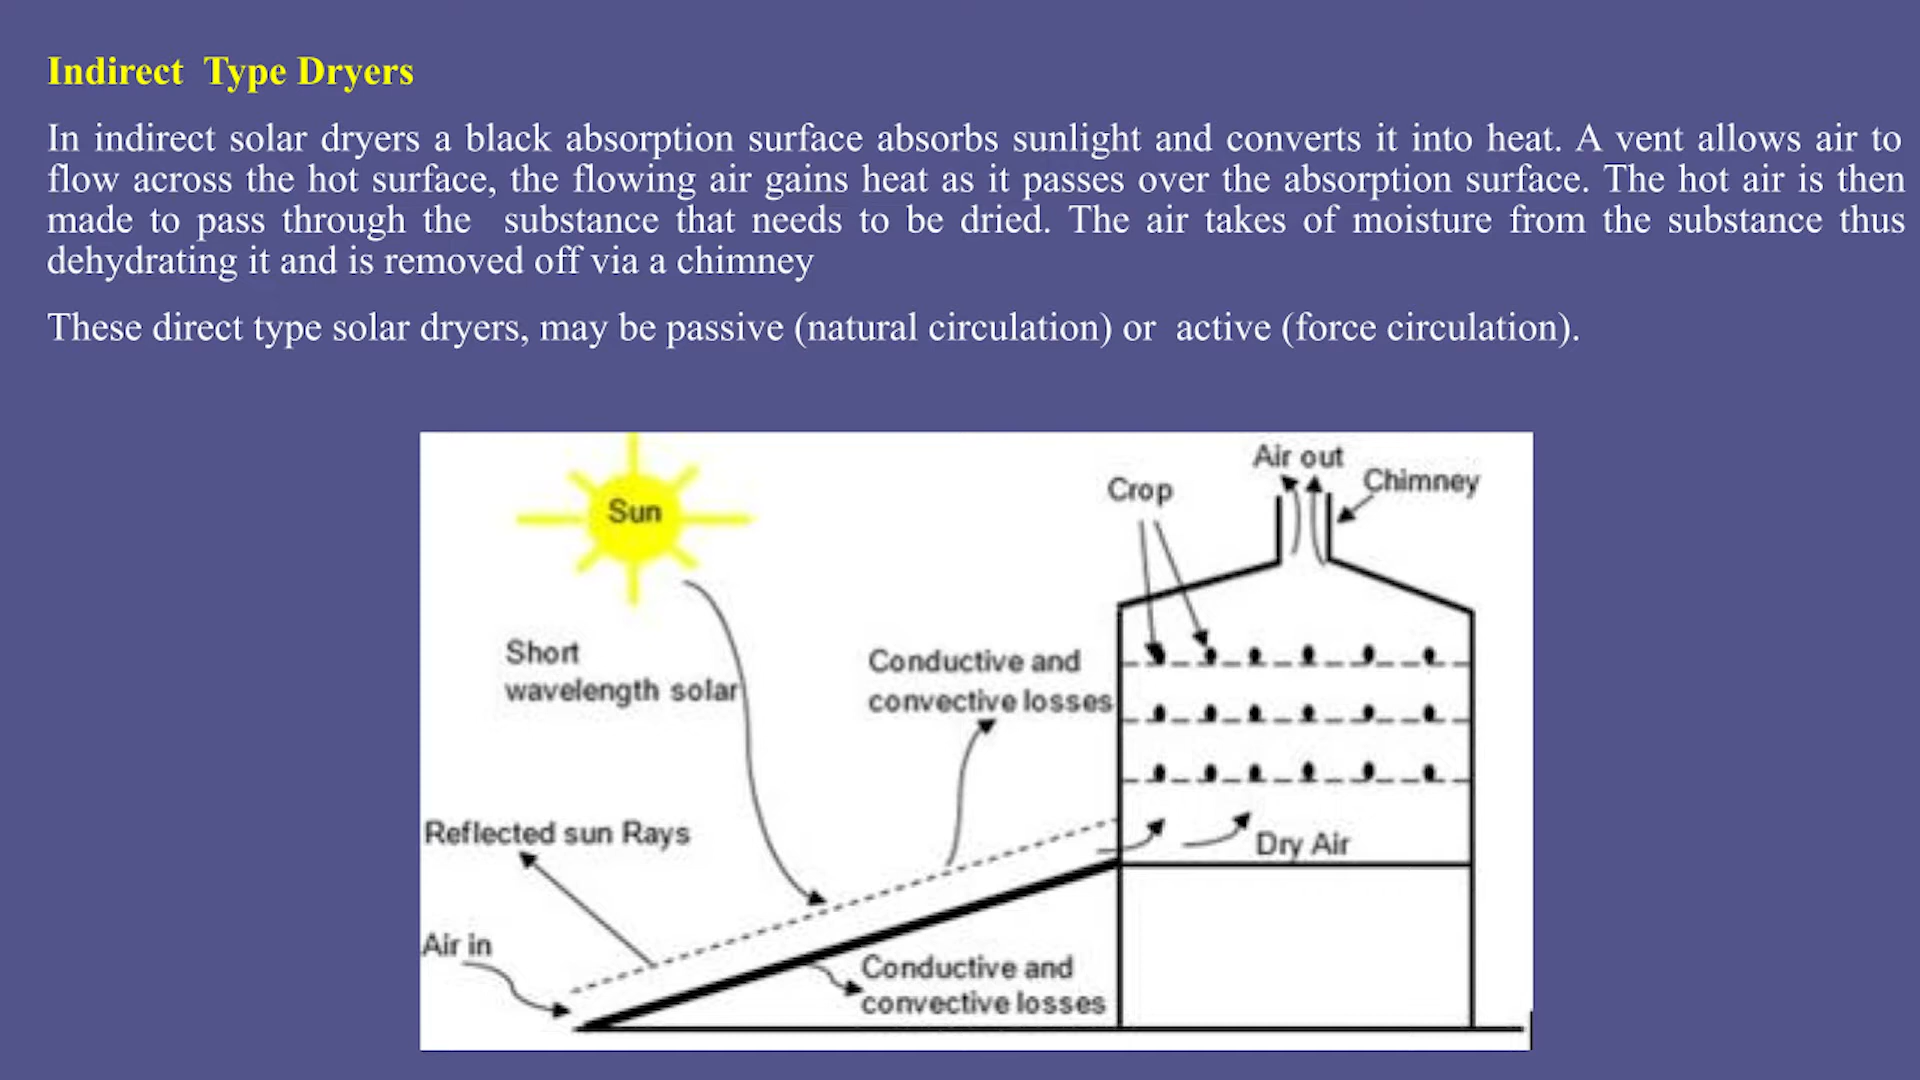 Indirect Type Dryers
In indirect solar dryers a black absorption surface absorbs sunlight and converts it into heat. A vent allows air to
flow across the hot surface, the flowing air gains heat as it passes over the absorption surface. The hot air is then
made to pass through the substance that needs to be dried. The air takes of moisture from the substance thus
dehydrating it and is removed off via a chimney
These direct type solar dryers, may be passive (natural circulation) or active (force circulation).
Air out
Chimney
Crop
Sun
Short
wavelength solar
Conductive and
convective losses
Reflected sun Rays
Dry Air
Air in
Conductive and
convective losses